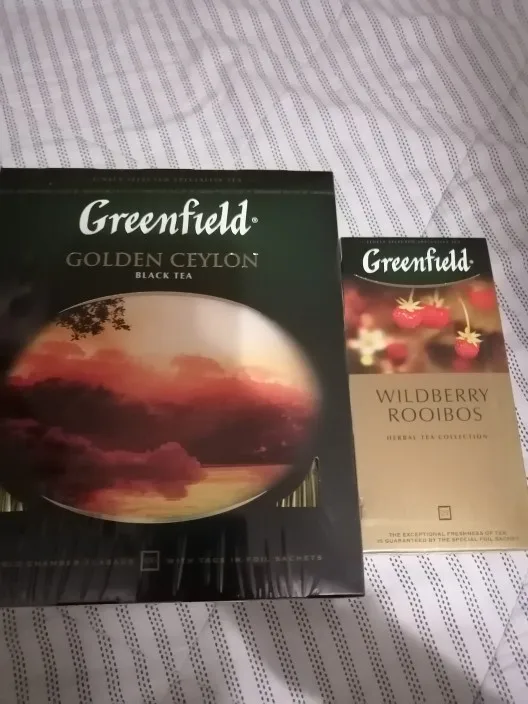 Greenfield®
GOLDEN CEYLON
BLACK TEA
WITH TAGS IN FOIL SACHETS
Greenfield®
WILDBERRY
ROOIBOS
HERBAL TEA COLLECTION
THE EXCEPTIONAL FRESHNESS OF TEA
IS GUARANTEED BY THE SPECIAL FOIL-SACHET